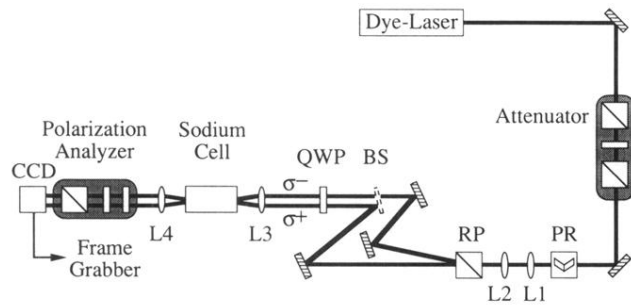 Dye-Laser
Attenuator
Polarization
Analyzer
Sodium
Cell
CCD
QWP
BS
σ−
σ+
L4
L3
Frame
Grabber
RP
PR
L2
L1